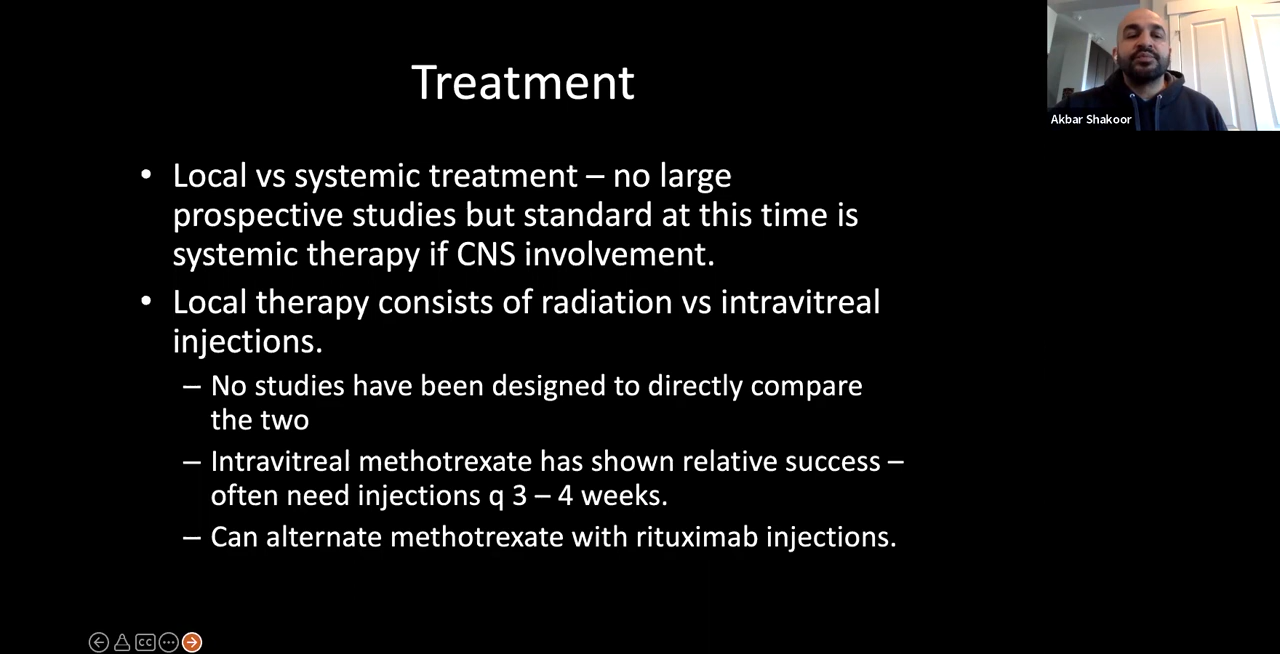 Treatment
Akbar Shakoor
• Local vs systemic treatment – no large
prospective studies but standard at this time is
systemic therapy if CNS involvement.
• Local therapy consists of radiation vs intravitreal
injections.
– No studies have been designed to directly compare
the two
– Intravitreal methotrexate has shown relative success –
often need injections q 3 – 4 weeks.
– Can alternate methotrexate with rituximab injections.
CC